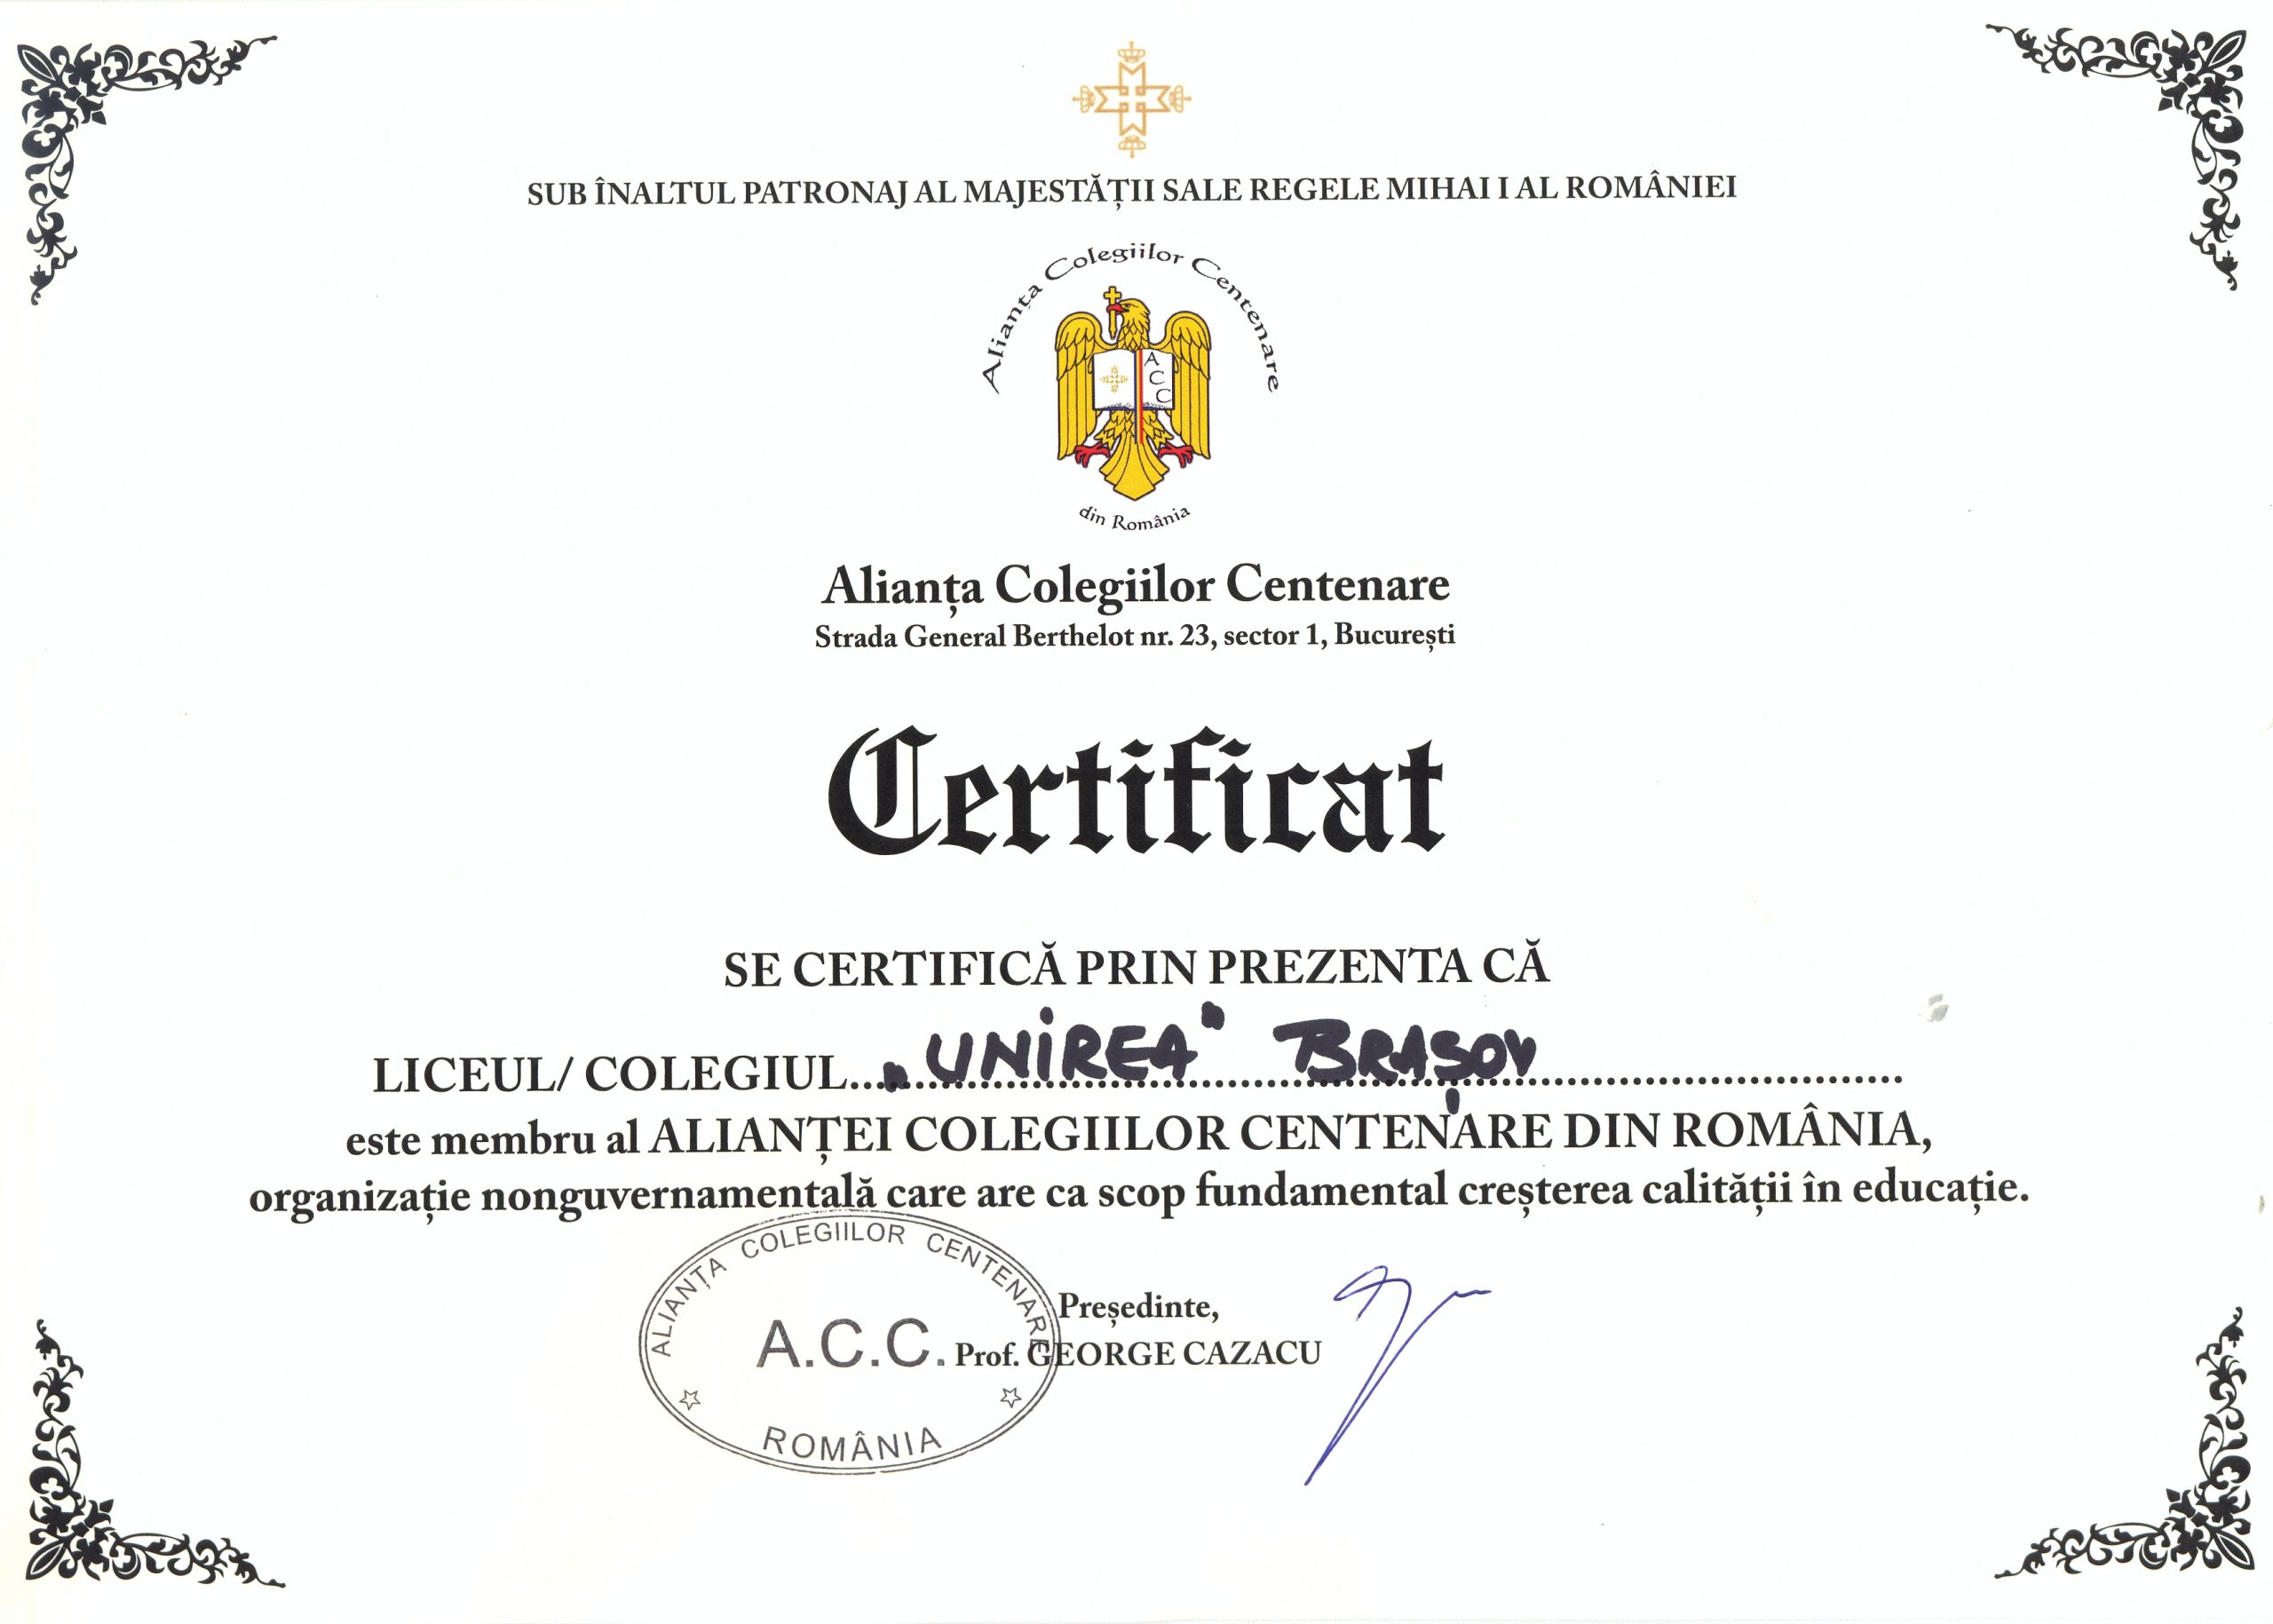 SUB ÎNALTUL PATRONAJ AL MAJESTĂȚII SALE REGELE MIHAI I AL ROMÂNIEI
Alianța Colegiilor Centenare
A
C
C
din România
Alianța Colegiilor Centenare
Strada General Berthelot nr. 23, sector 1, București
Certificat
SE CERTIFICĂ PRIN PREZENTA CĂ
LICEUL/ COLEGIUL „UNIREA" BRAȘOV
este membru al ALIANȚEI COLEGIILOR CENTENARE DIN ROMÂNIA,
organizație nonguvernamentală care are ca scop fundamental creșterea calității în educație.
ALIANȚA COLEGIILOR CENTENARE
A.C.C.
ROMÂNIA
Președinte,
Prof. GEORGE CAZACU